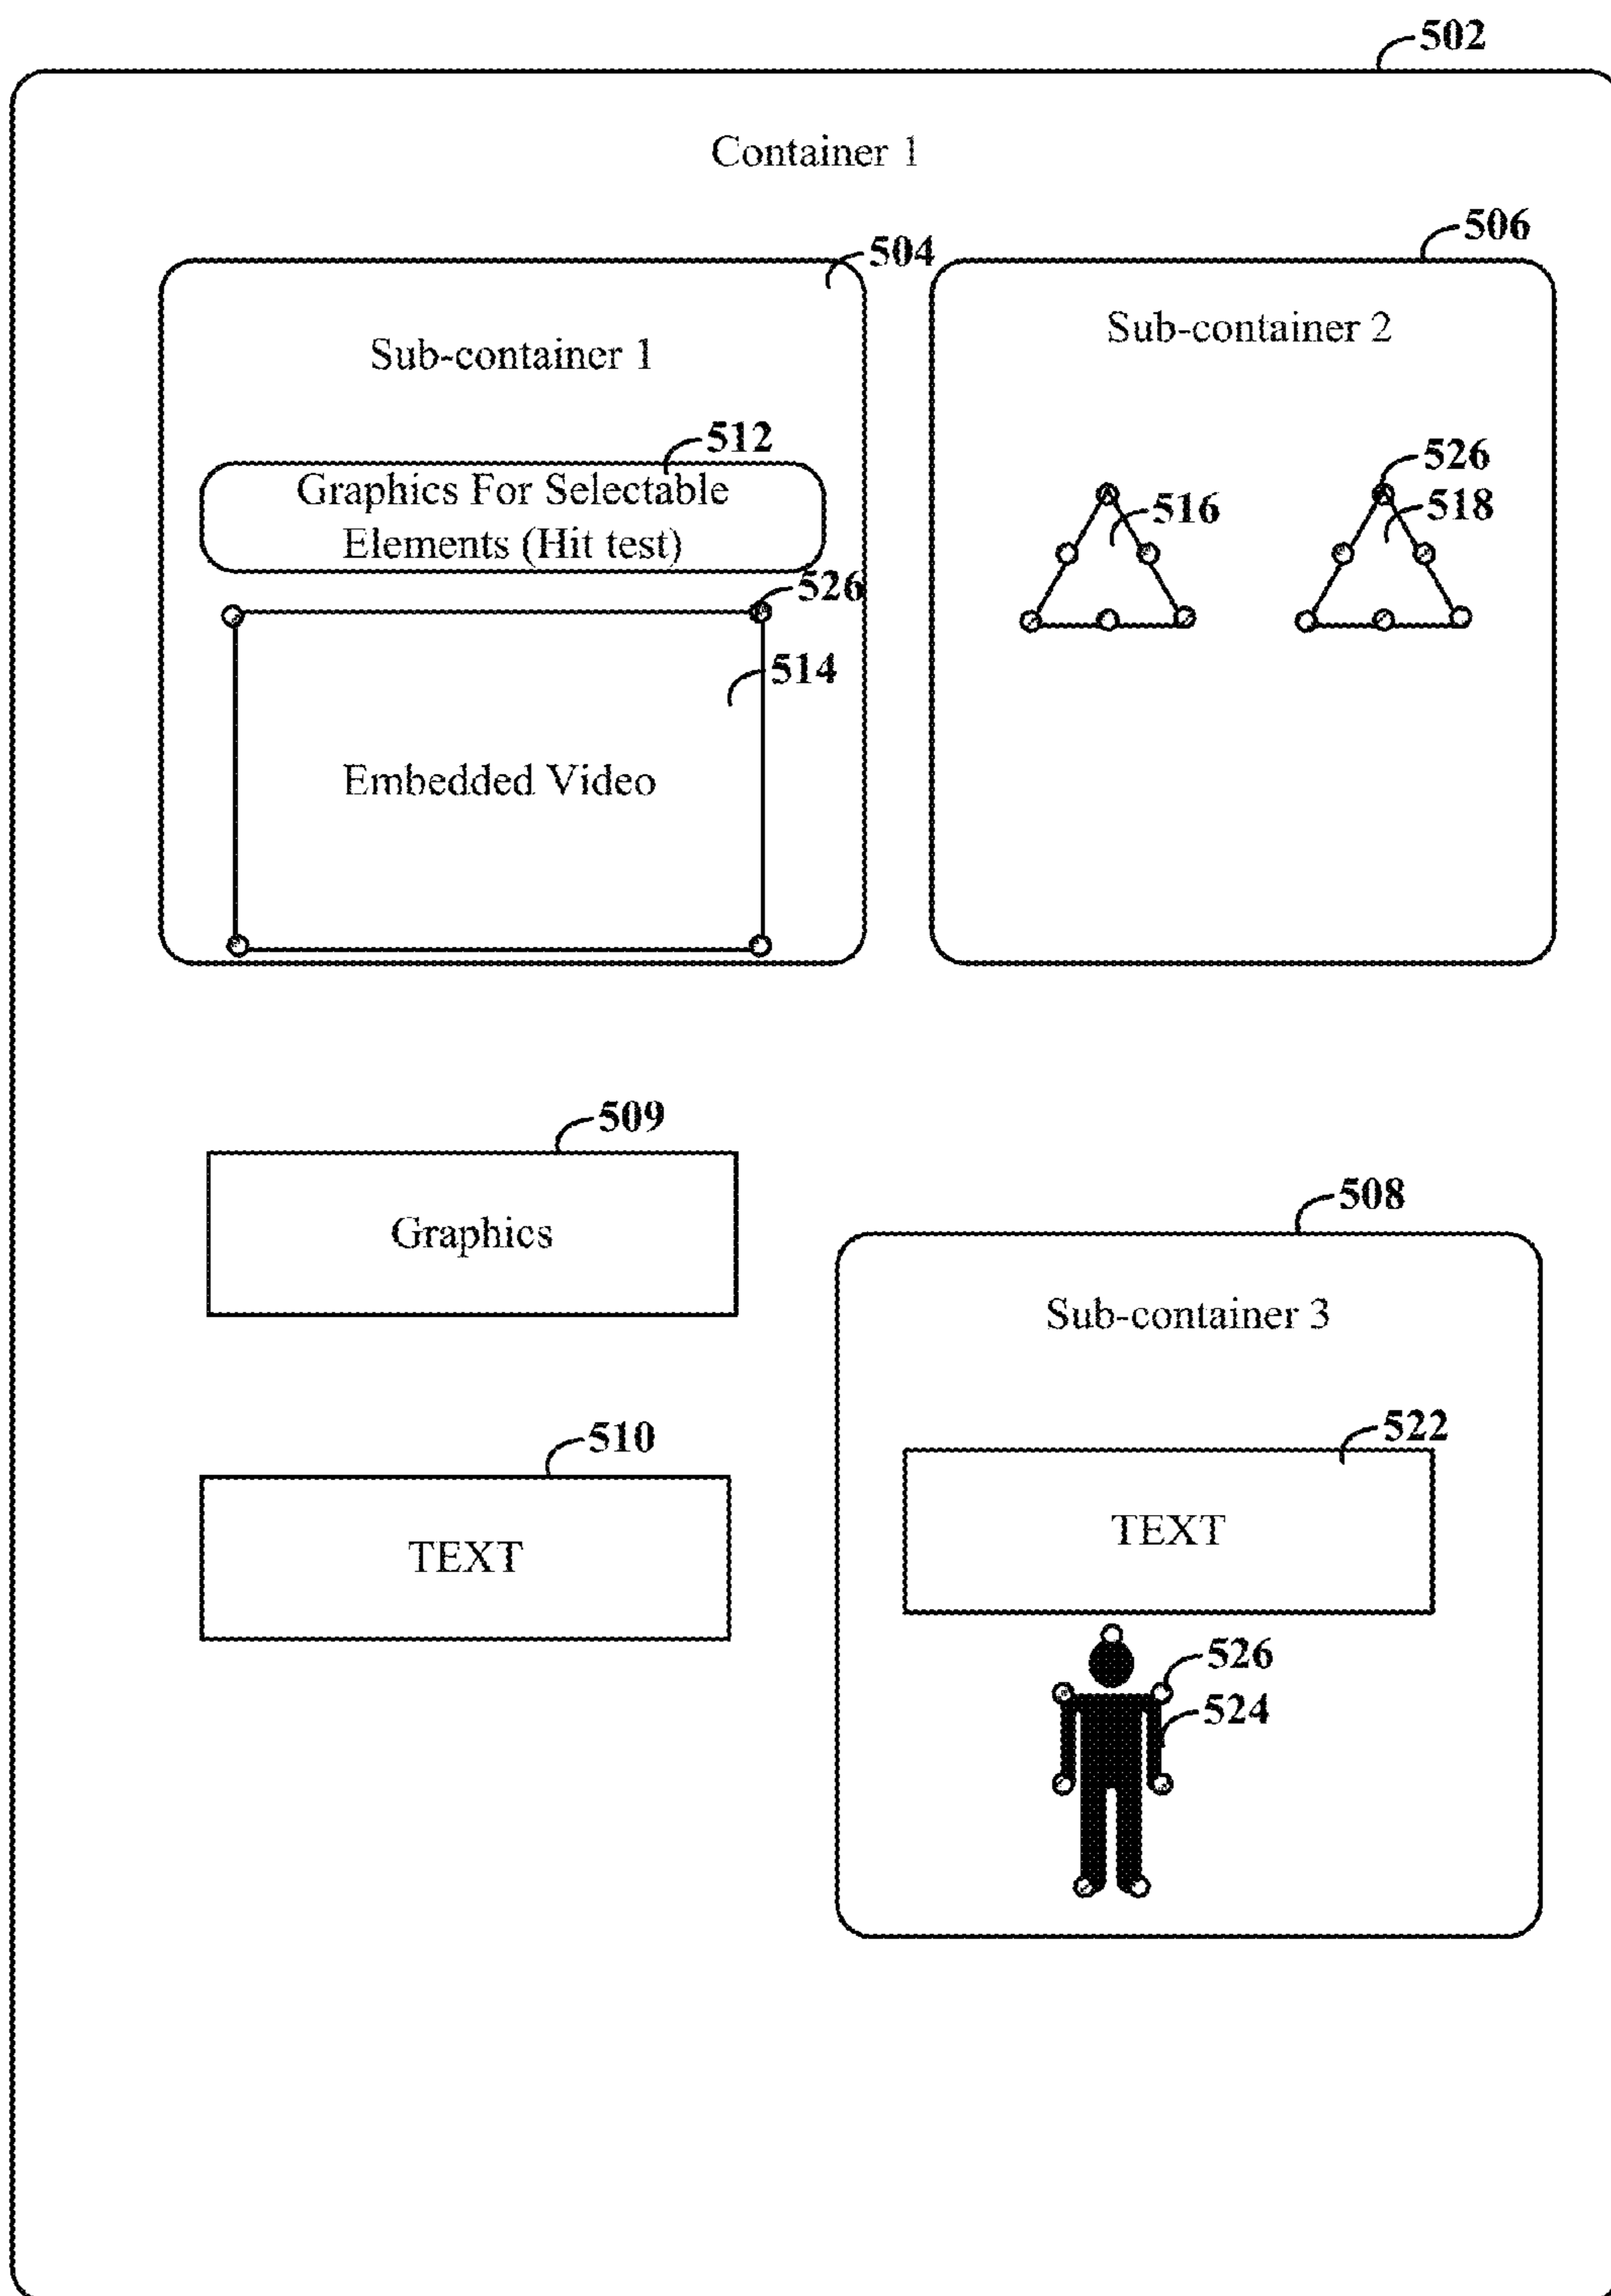 502
Container 1
504
506
Sub-container 1
Sub-container 2
512
Graphics For Selectable
Elements (Hit test)
526
514
Embedded Video
516
526
518
509
Graphics
508
Sub-container 3
510
TEXT
522
TEXT
526
524